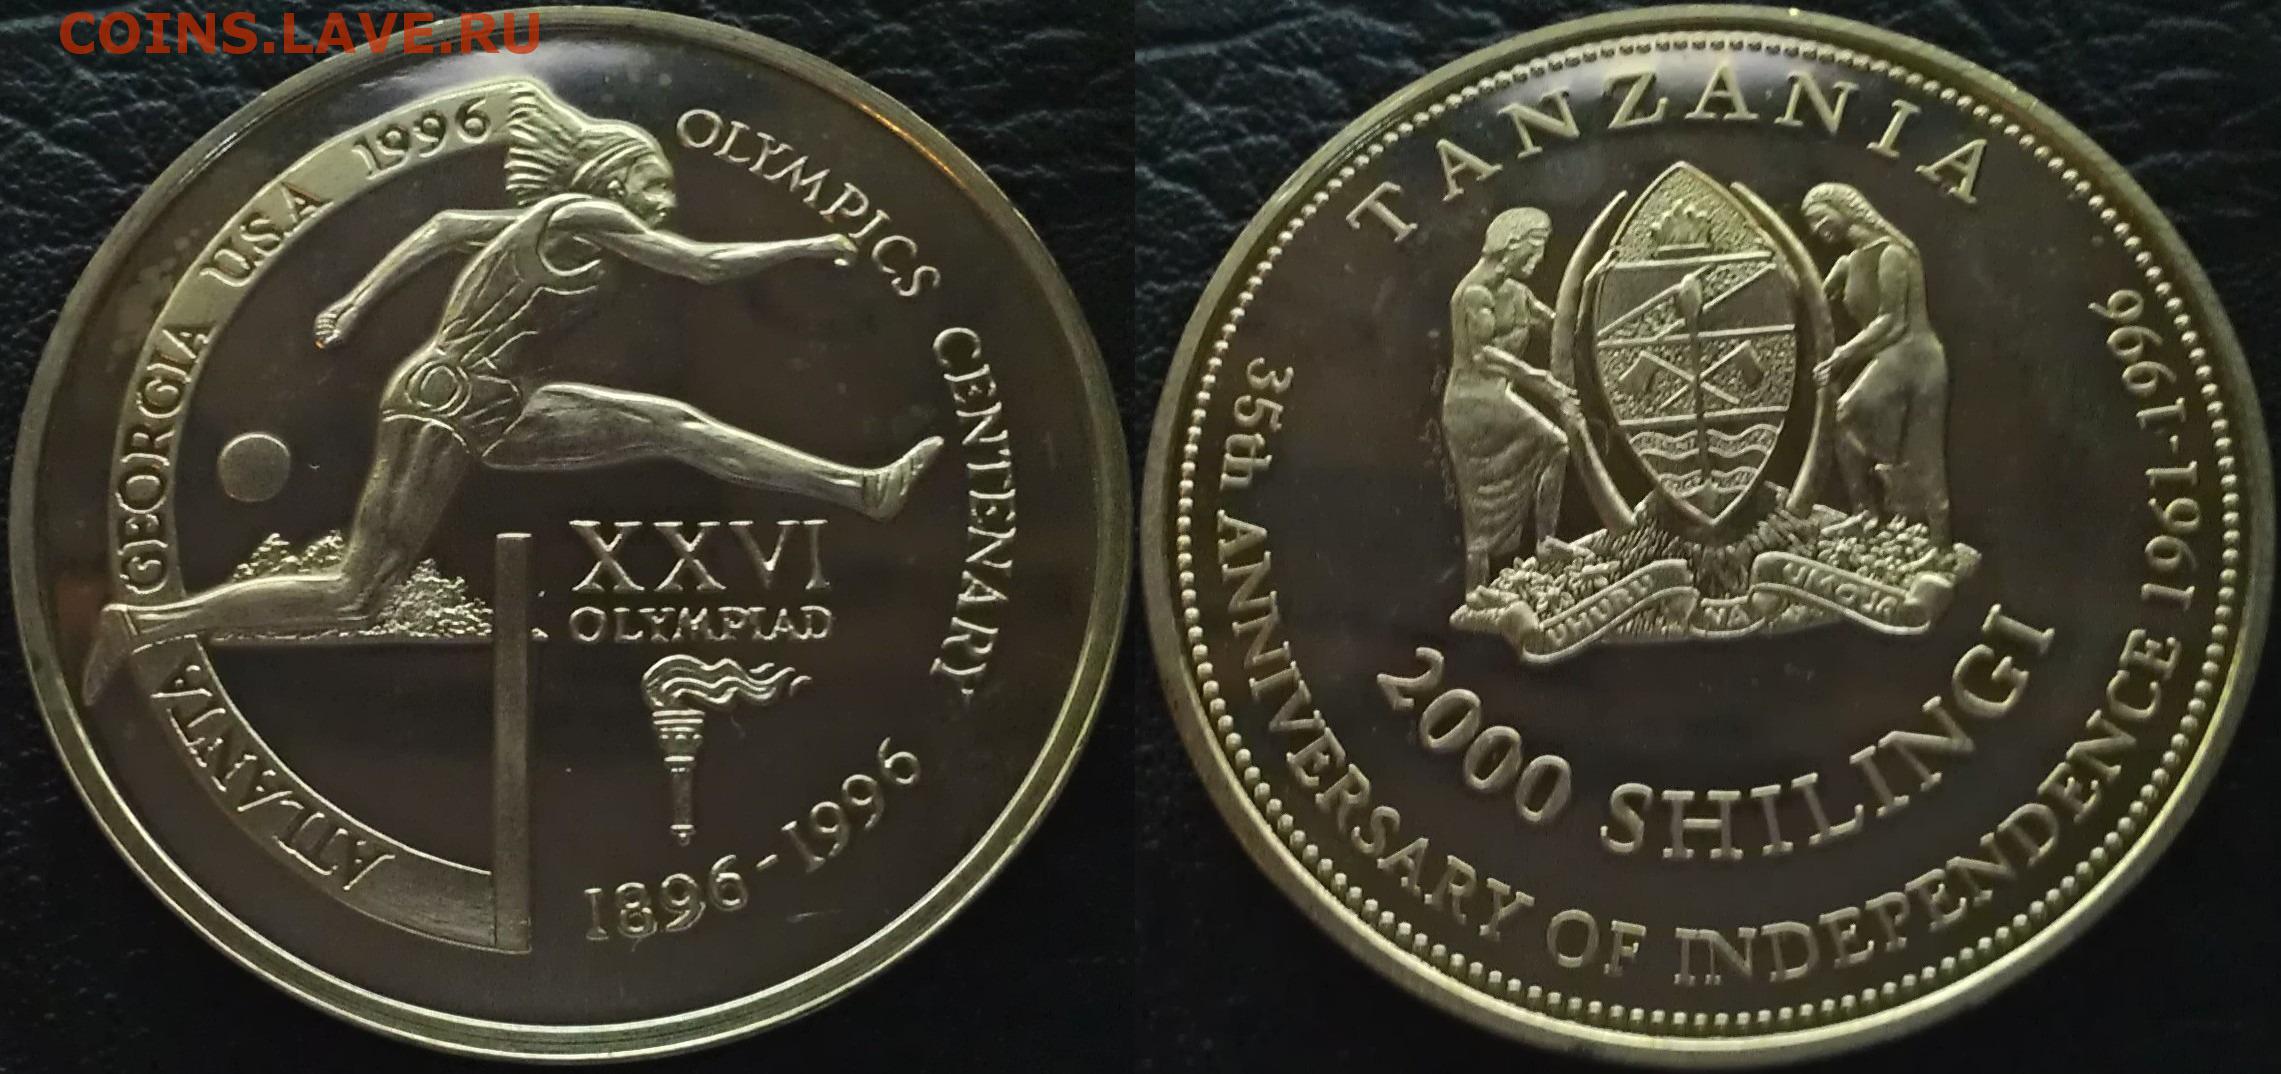 COINS.LAVE.RU
ATLANTA GEORGIA USA 1996
OLYMPICS CENTENARY
XXVI
OLYMPIAD
1896-1996
TANZANIA
UHURU NA UMOJA
2000 SHILINGI
35th ANNIVERSARY OF INDEPENDENCE 1961-1996